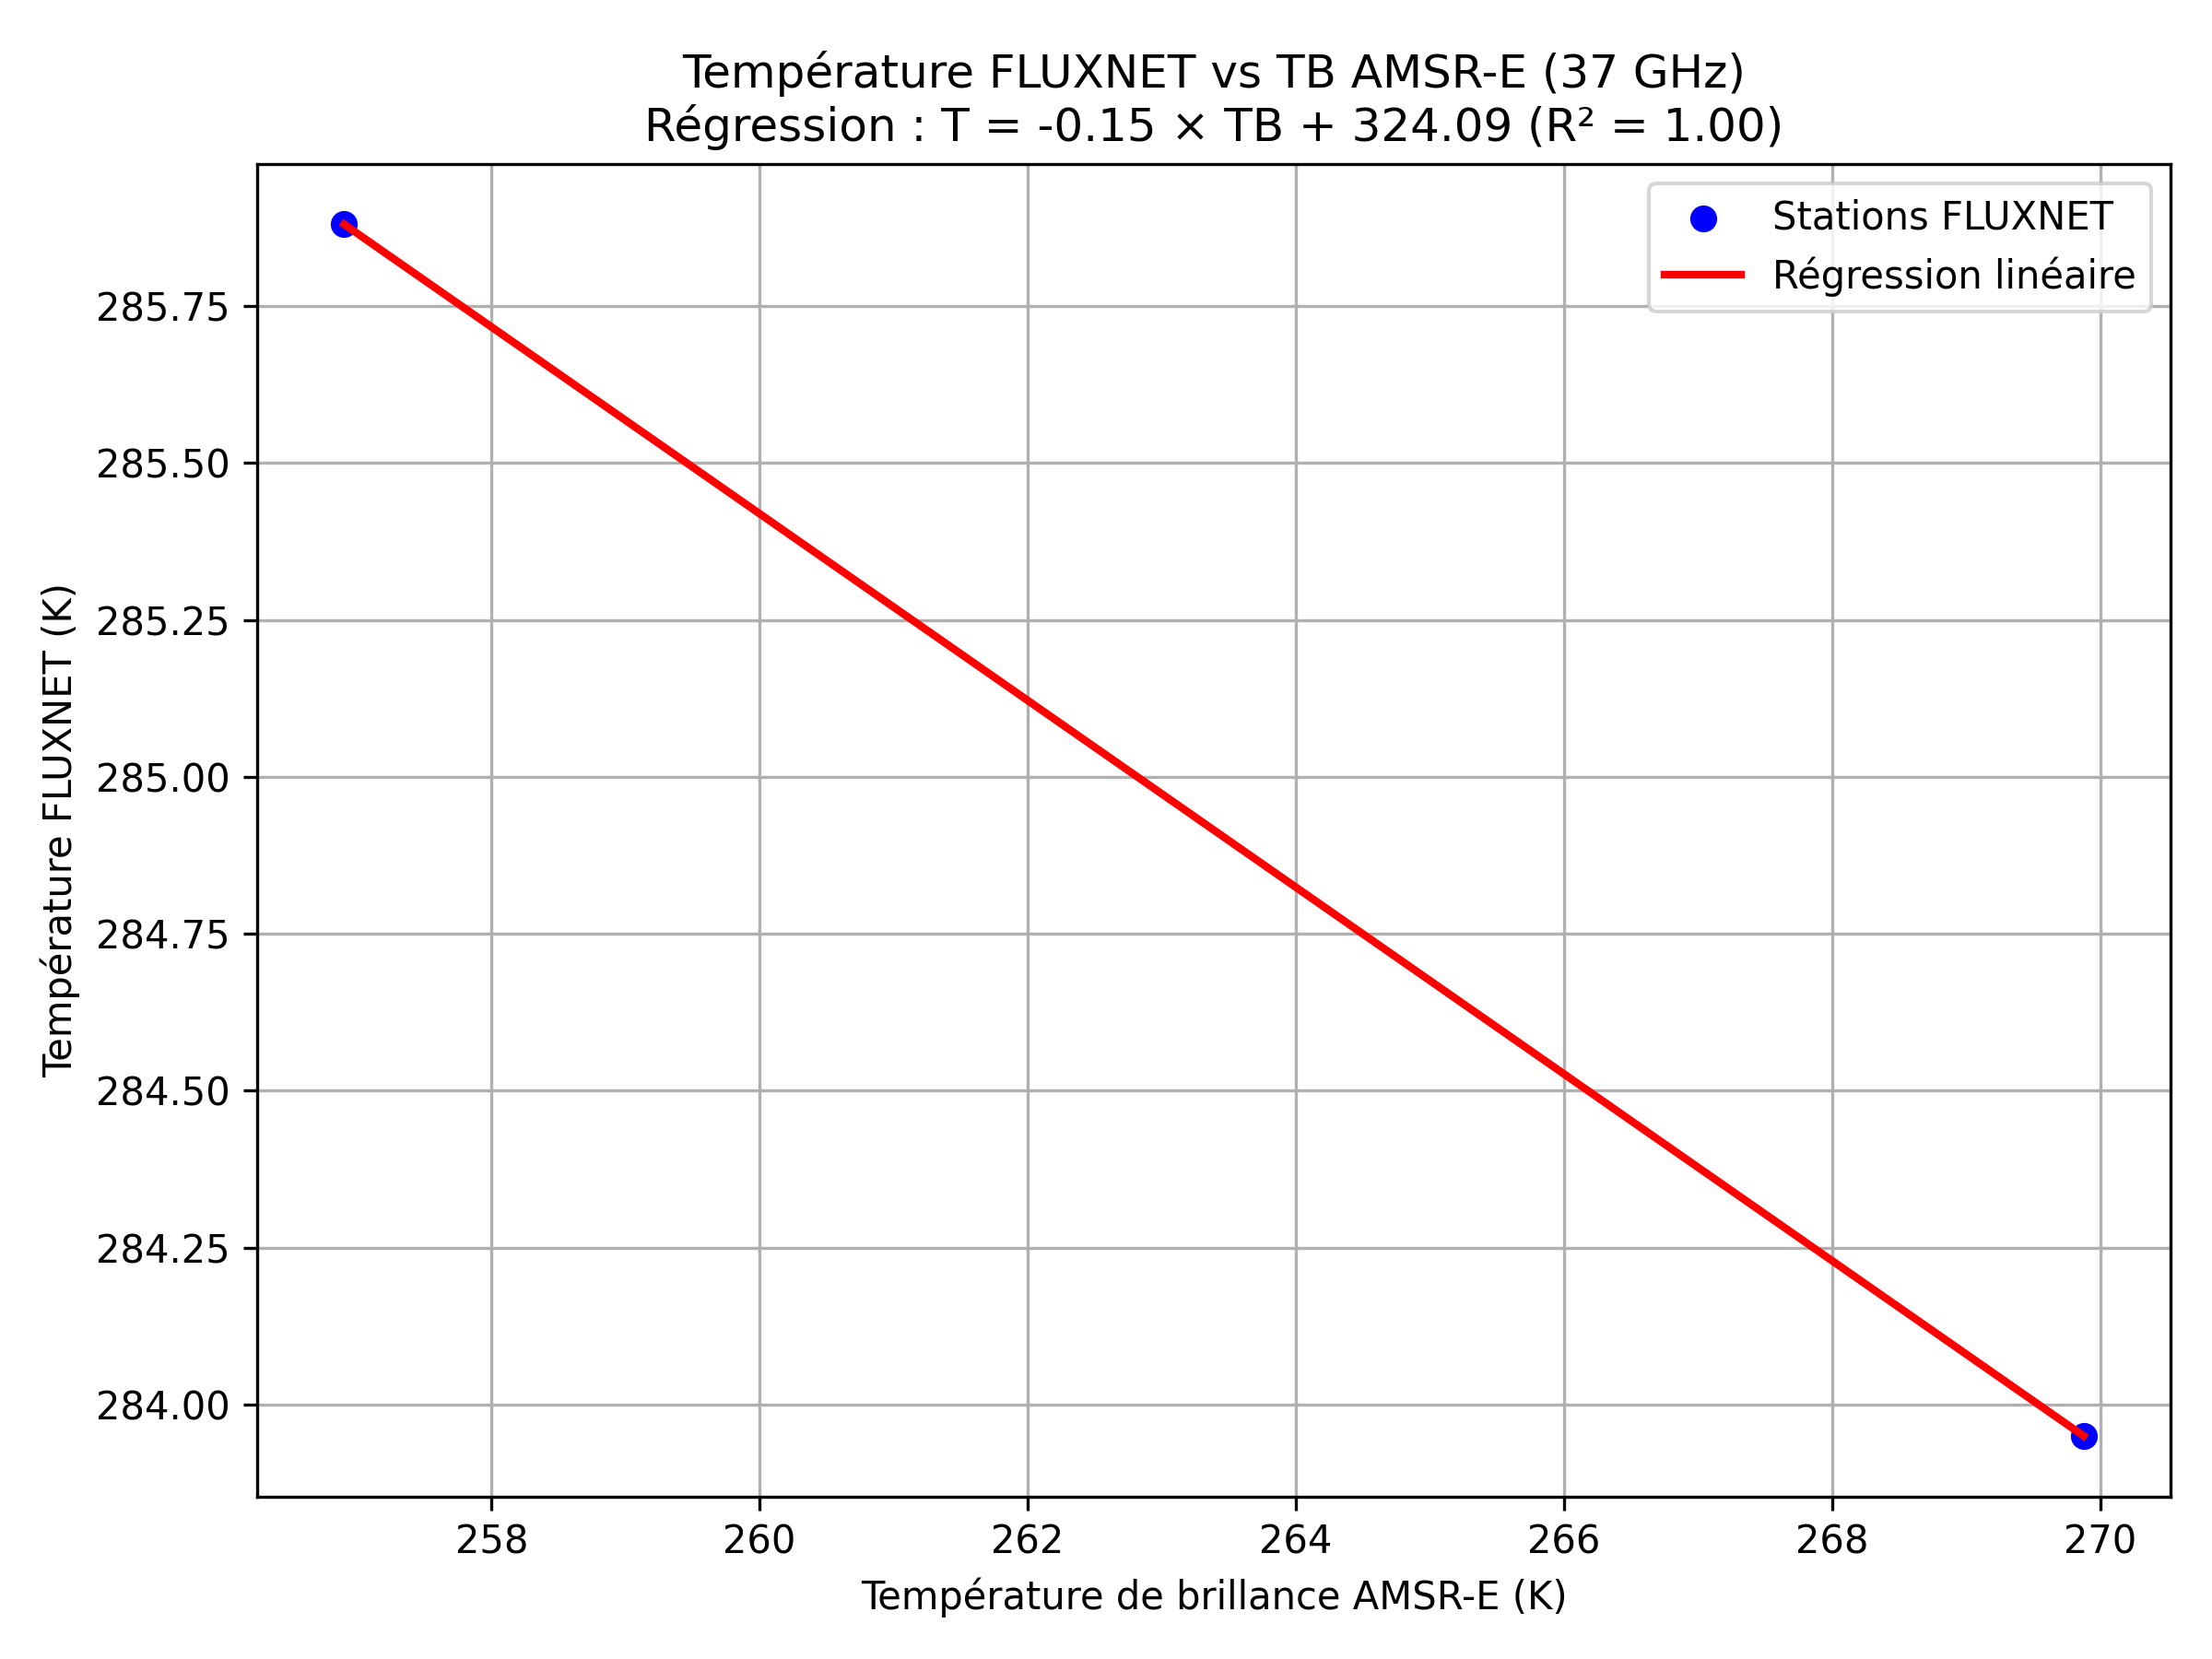 Température FLUXNET vs TB AMSR-E (37 GHz)
Régression : T = -0.15 × TB + 324.09 (R² = 1.00)
Stations FLUXNET
Régression linéaire
Température FLUXNET (K)
285.75
285.50
285.25
285.00
284.75
284.50
284.25
284.00
258 260 262 264 266 268 270
Température de brillance AMSR-E (K)